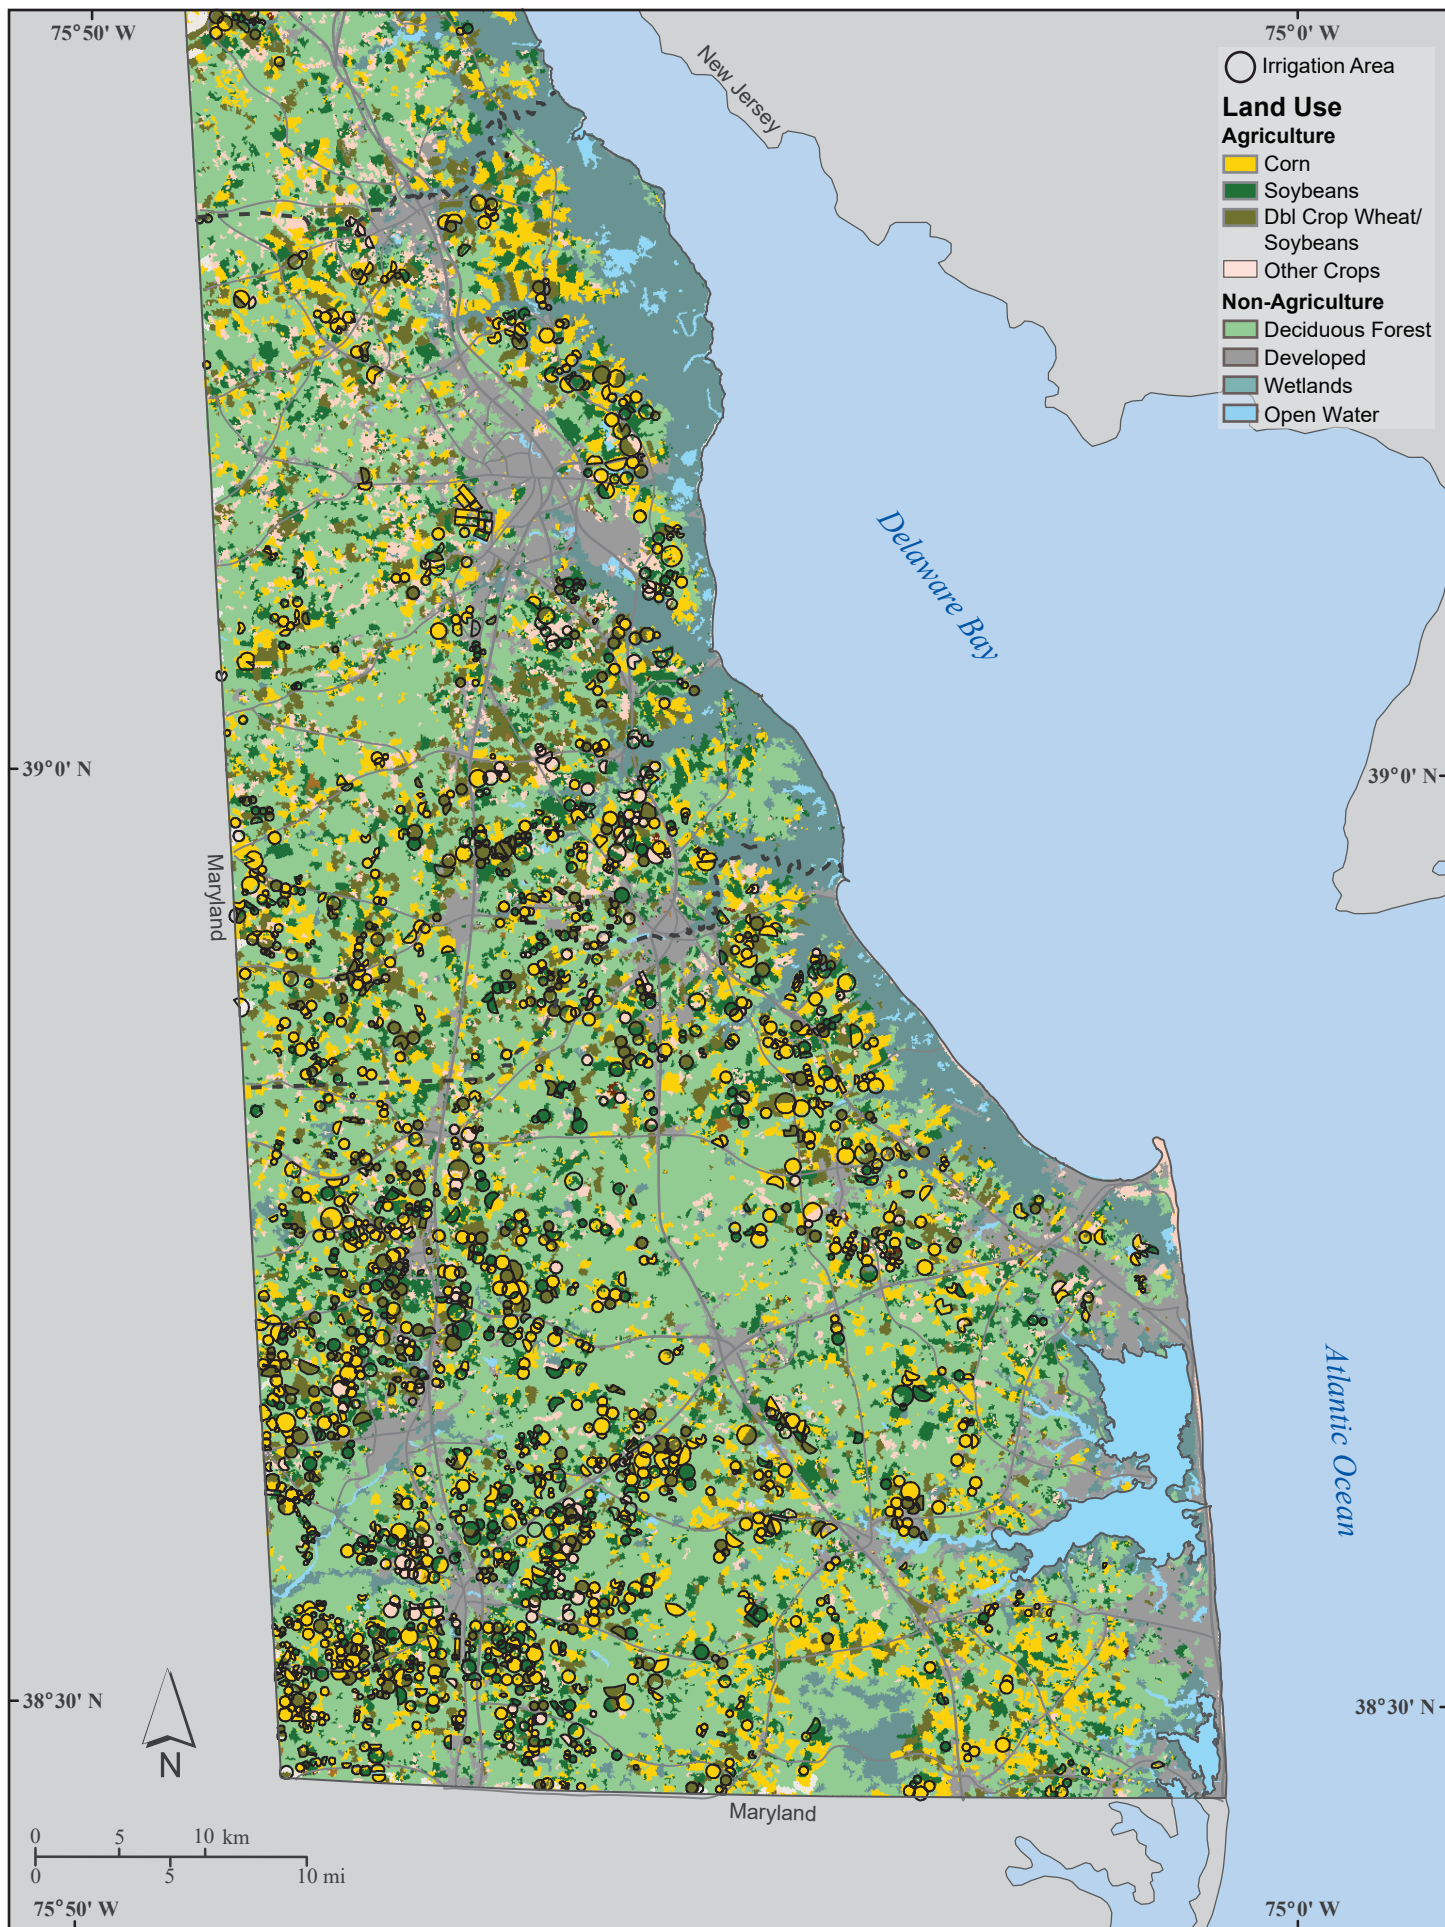 75°50' W
75°0' W
New Jersey
Irrigation Area
Land Use
Agriculture
Corn
Soybeans
Dbl Crop Wheat/
Soybeans
Other Crops
Non-Agriculture
Deciduous Forest
Developed
Wetlands
Open Water
Delaware Bay
39°0' N
39°0' N
Maryland
Atlantic Ocean
38°30' N
38°30' N
N
Maryland
0 5 10 km
0 5 10 mi
75°50' W
75°0' W